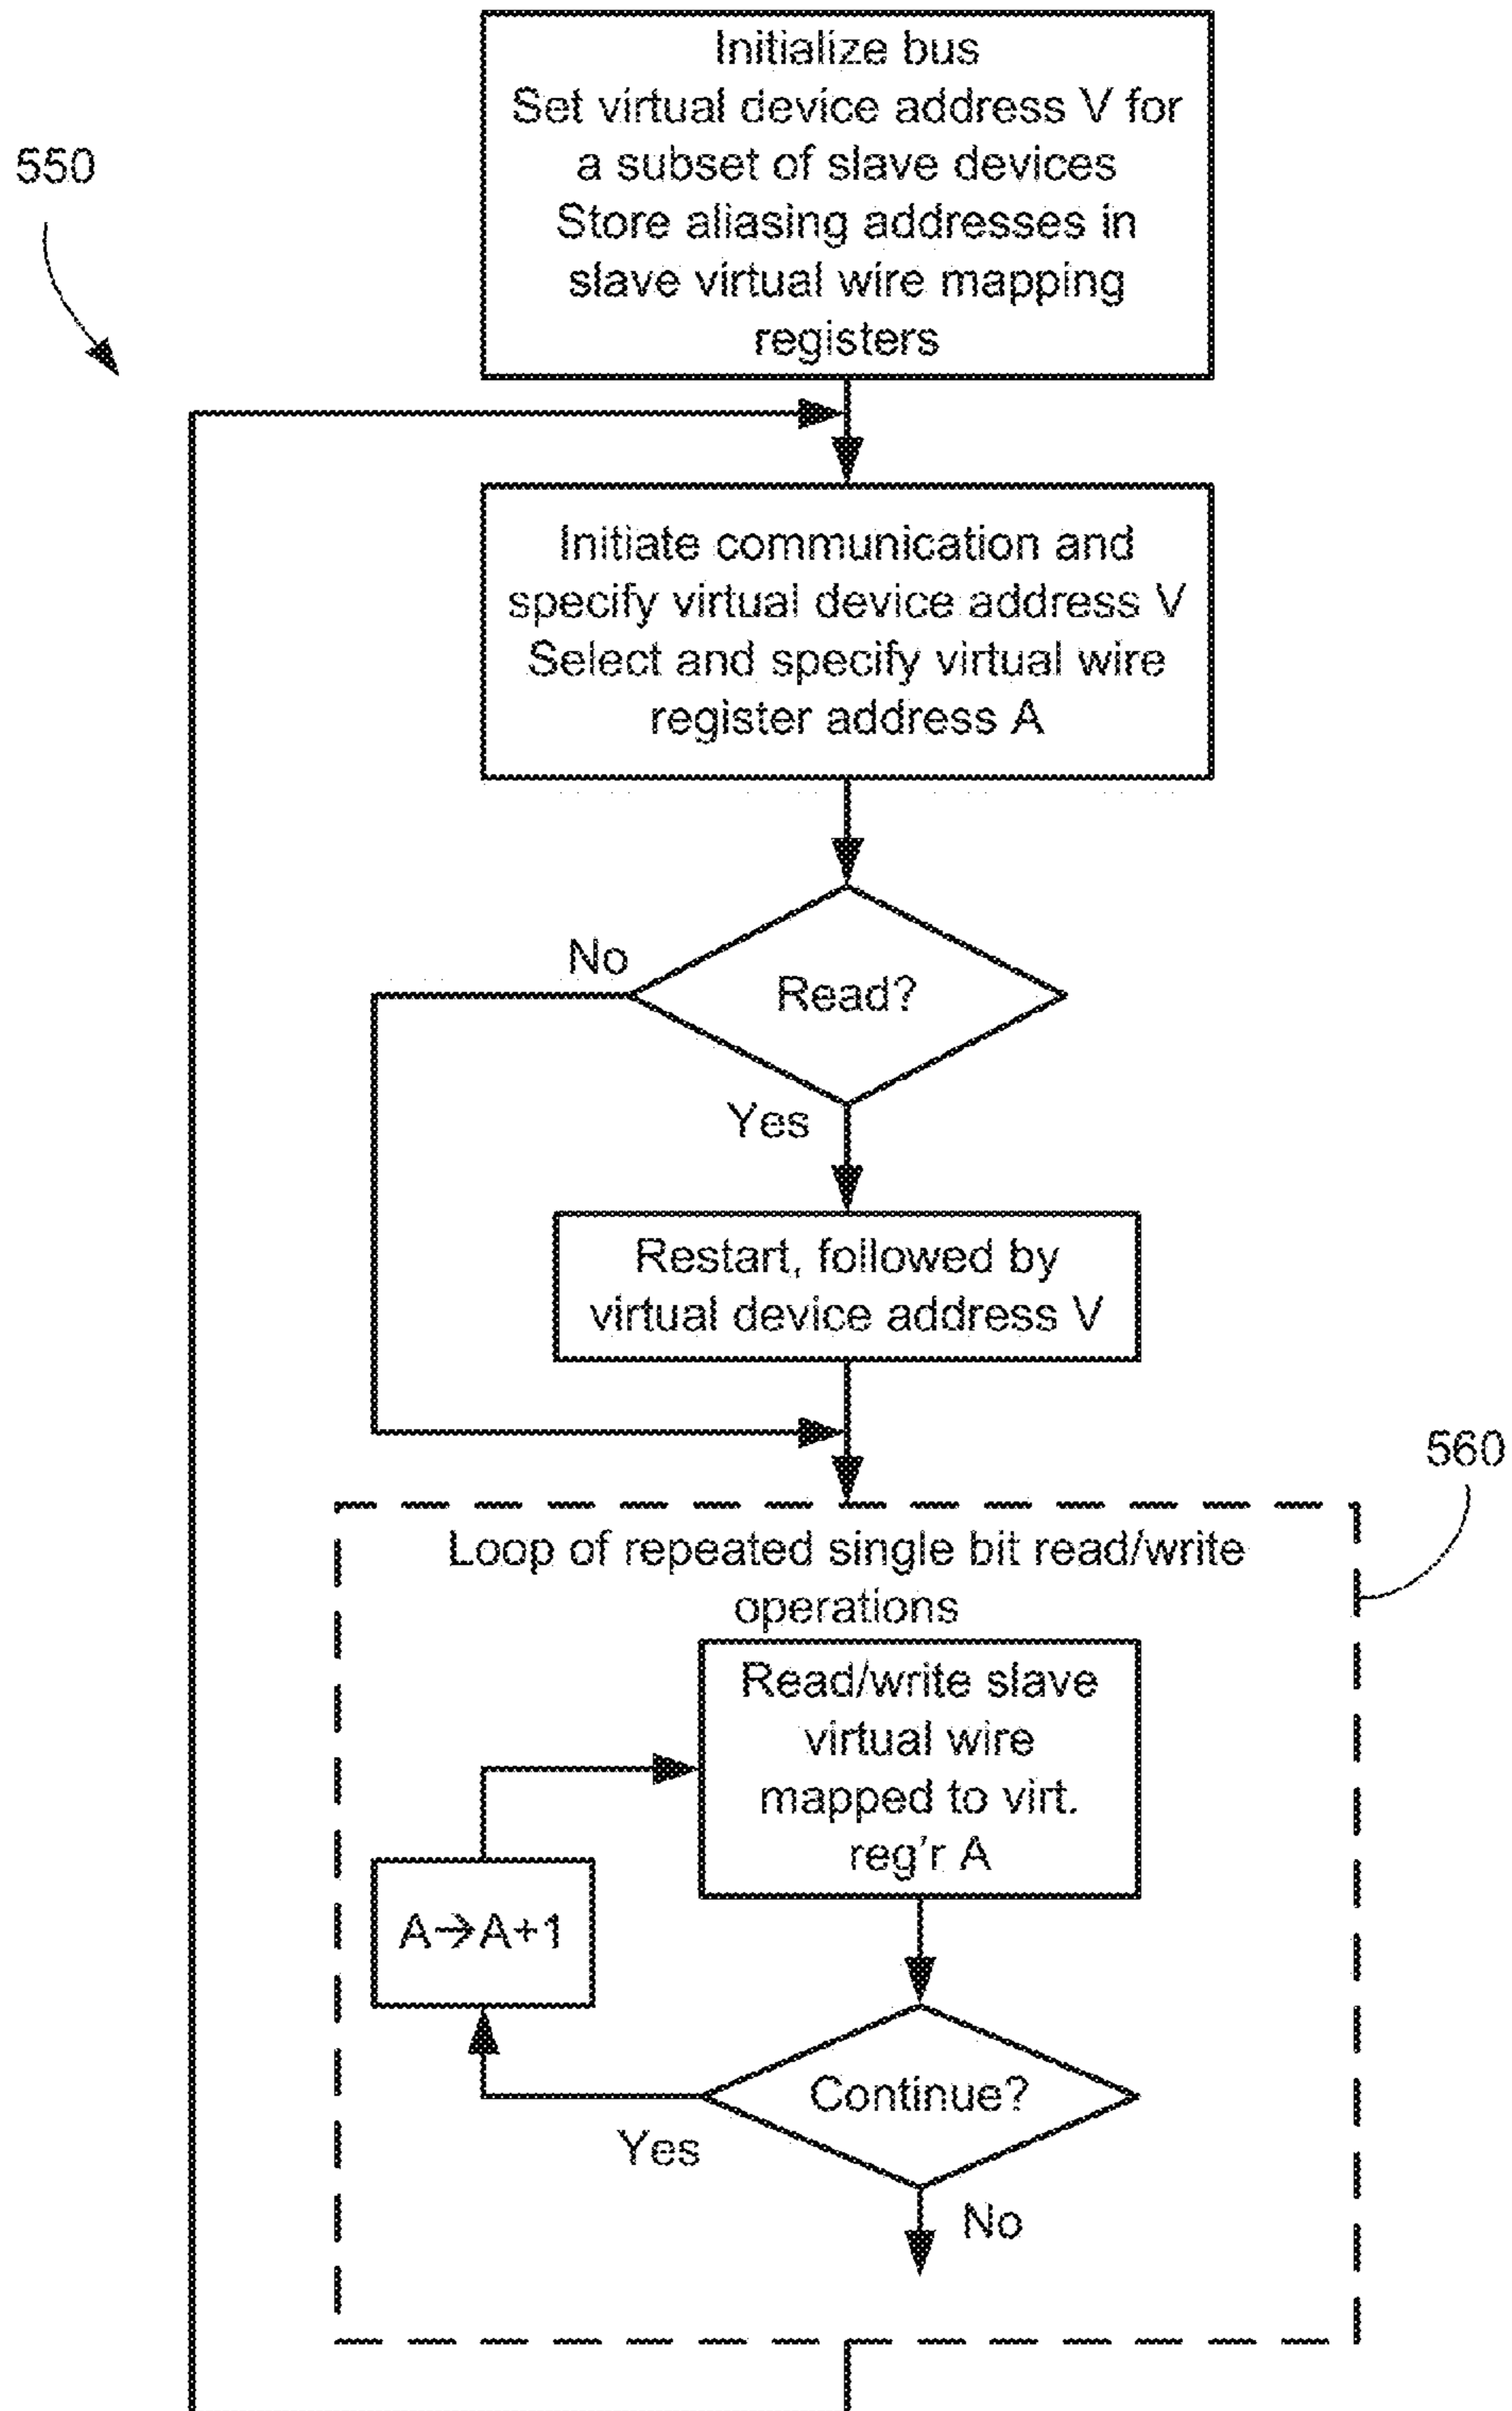 Initialize bus
Set virtual device address V for
a subset of slave devices
Store aliasing addresses in
slave virtual wire mapping
registers
550
Initiate communication and
specify virtual device address V
Select and specify virtual wire
register address A
No
Read?
Yes
Restart, followed by
virtual device address V
560
Loop of repeated single bit read/write
operations
Read/write slave
virtual wire
mapped to virt.
reg'r A
A→A+1
Continue?
Yes
No